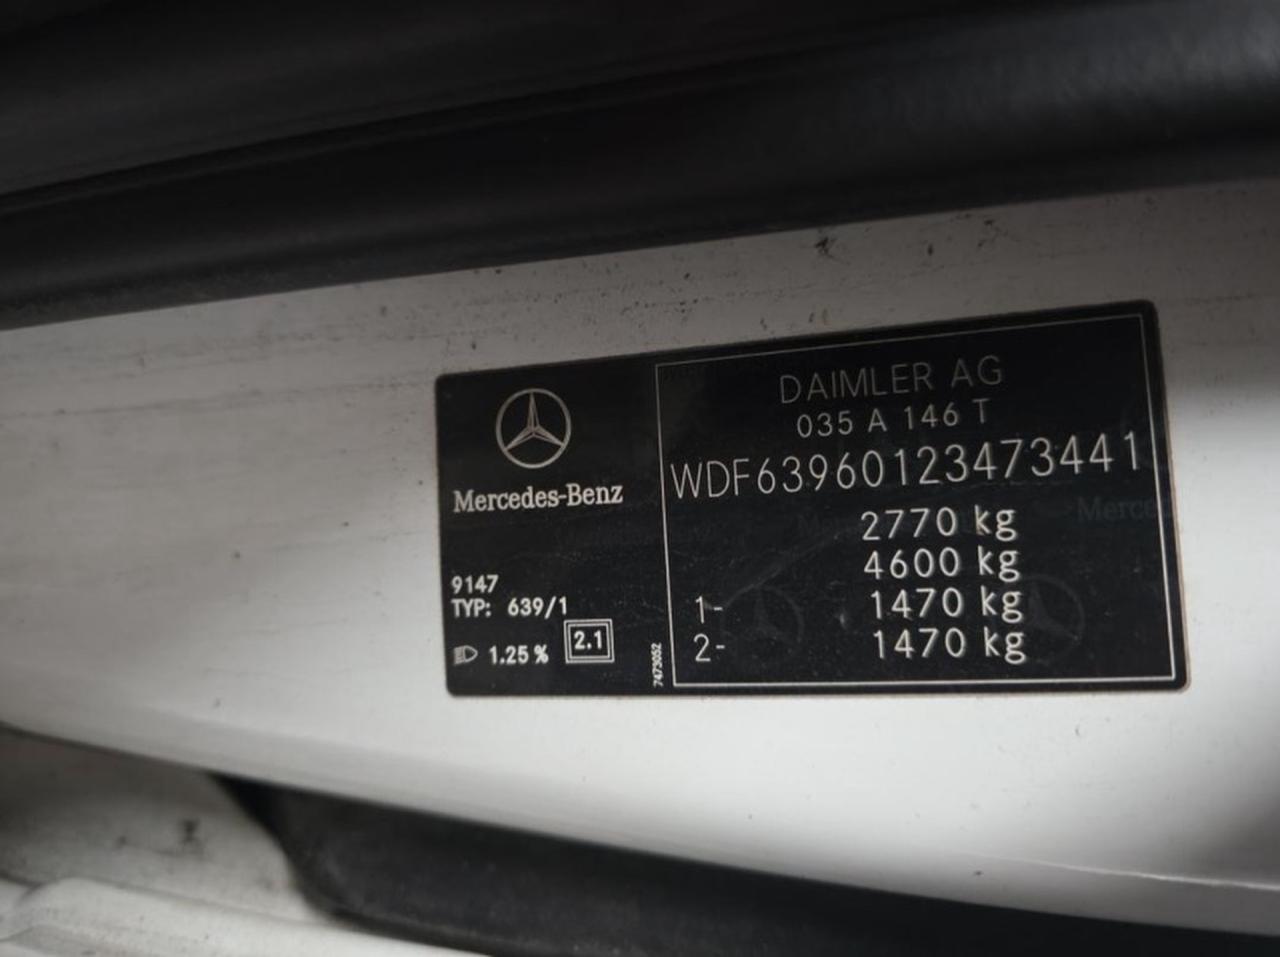 Mercedes-Benz
9147
TYP: 639/1
1.25 % 2.1
7473052
DAIMLER AG
035 A 146 T
WDF63960123473441
2770 kg
4600 kg
1- 1470 kg
2- 1470 kg